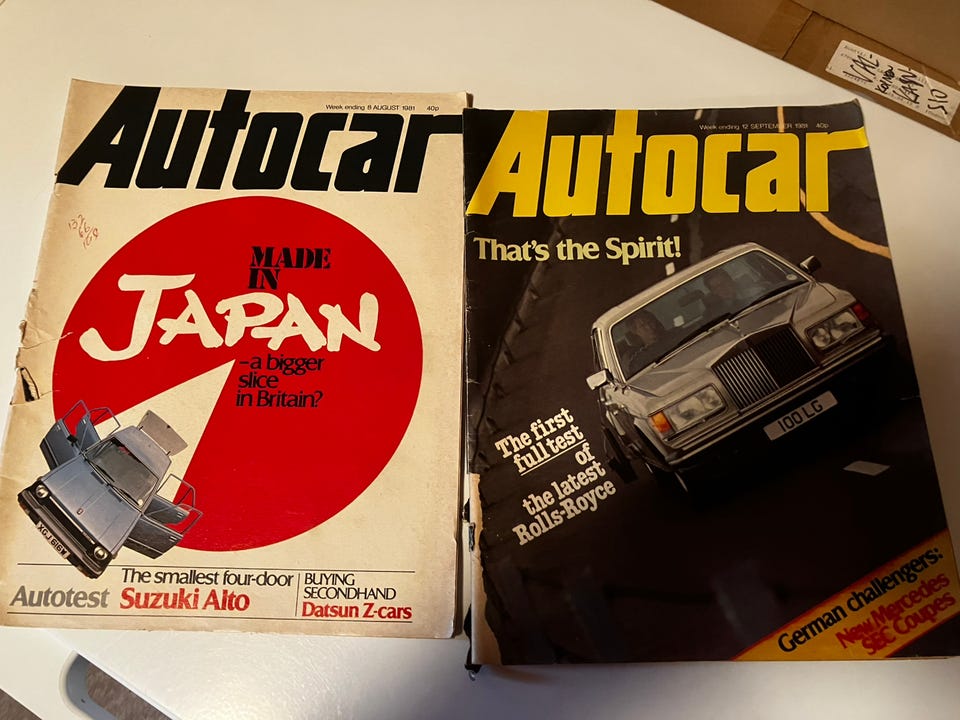 Autocar
Week ending 8 AUGUST 1981 40p
MADE
IN
JAPAN
–a bigger
slice
in Britain?
XGJ 616W
Autotest
The smallest four-door
Suzuki Alto
BUYING
SECONDHAND
Datsun Z-cars
Autocar
Week ending 12 SEPTEMBER 1981 40p
That's the Spirit!
The first
full test
of
the latest
Rolls-Royce
100 LG
German challengers:
New Mercedes
SEC Coupes